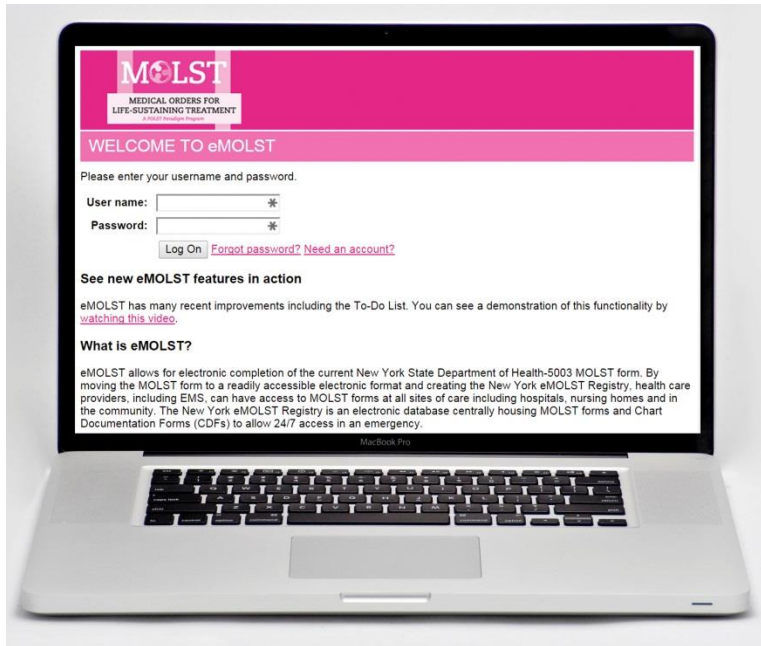 MOLST
MEDICAL ORDERS FOR
LIFE-SUSTAINING TREATMENT
A POLST Paradigm Program
WELCOME TO eMOLST
Please enter your username and password.
User name:
Password:
Log On Forgot password? Need an account?
See new eMOLST features in action
eMOLST has many recent improvements including the To-Do List. You can see a demonstration of this functionality by
watching this video.
What is eMOLST?
eMOLST allows for electronic completion of the current New York State Department of Health-5003 MOLST form. By
moving the MOLST form to a readily accessible electronic format and creating the New York eMOLST Registry, health care
providers, including EMS, can have access to MOLST forms at all sites of care including hospitals, nursing homes and in
the community. The New York eMOLST Registry is an electronic database centrally housing MOLST forms and Chart
Documentation Forms (CDFs) to allow 24/7 access in an emergency.
MacBook Pro